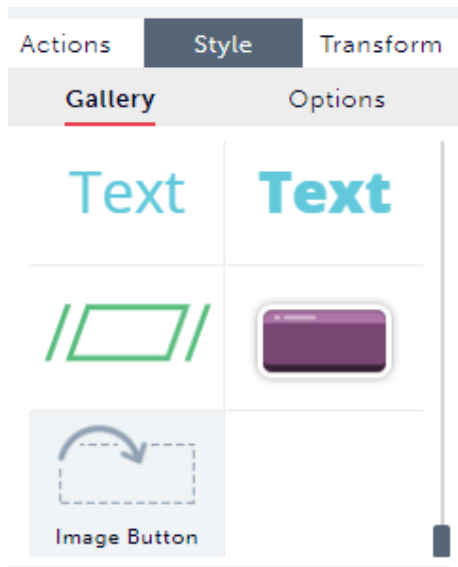 Actions Style Transform
Gallery Options
Text Text
Image Button